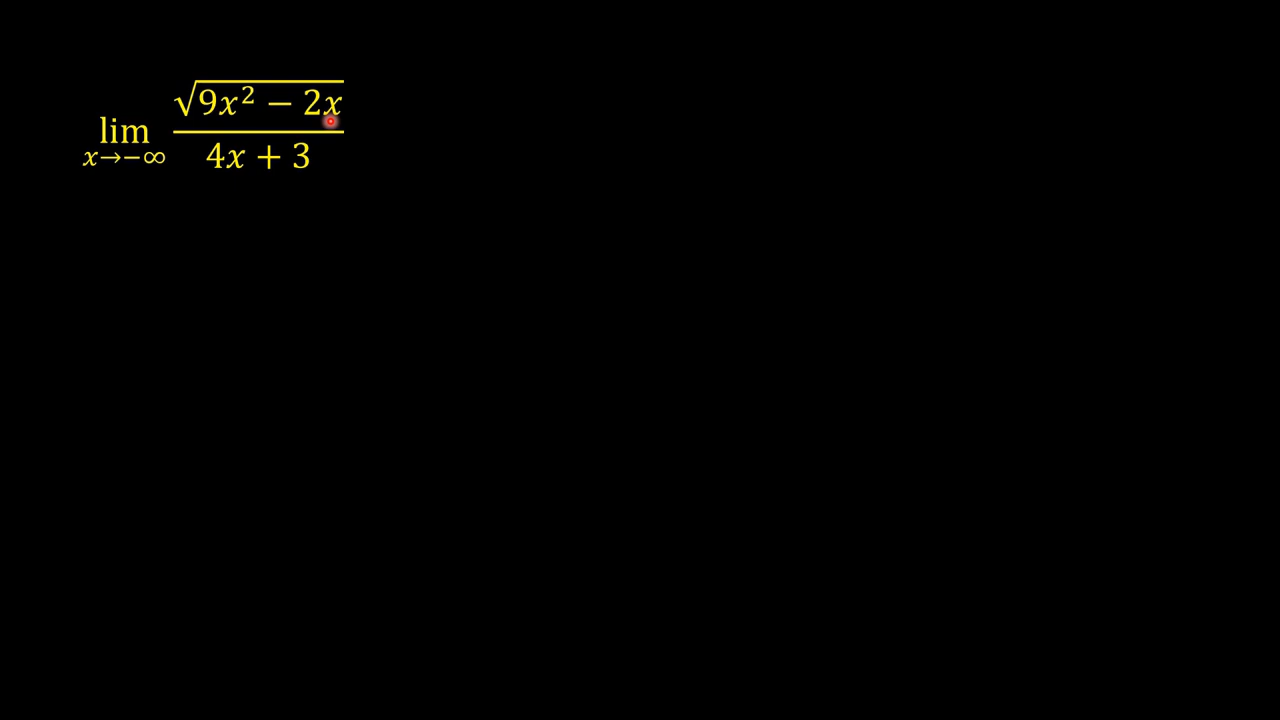 lim x→−∞ √(9x² − 2x) / (4x + 3)